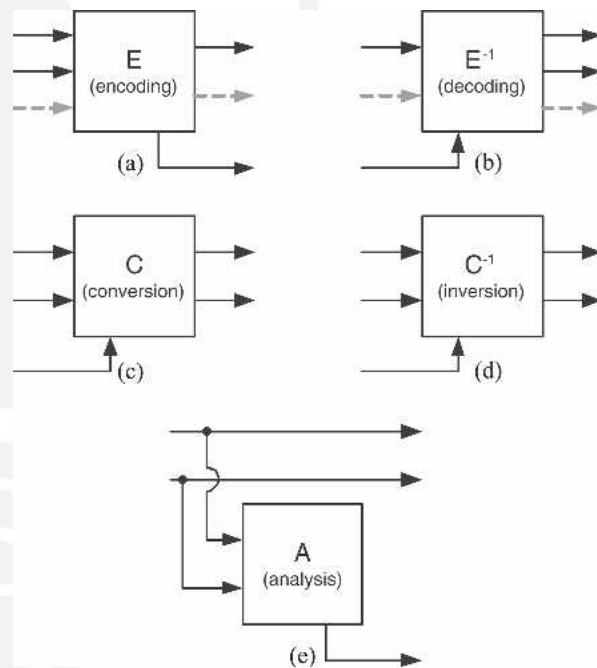 E
(encoding)
(a)
E⁻¹
(decoding)
(b)
C
(conversion)
(c)
C⁻¹
(inversion)
(d)
A
(analysis)
(e)